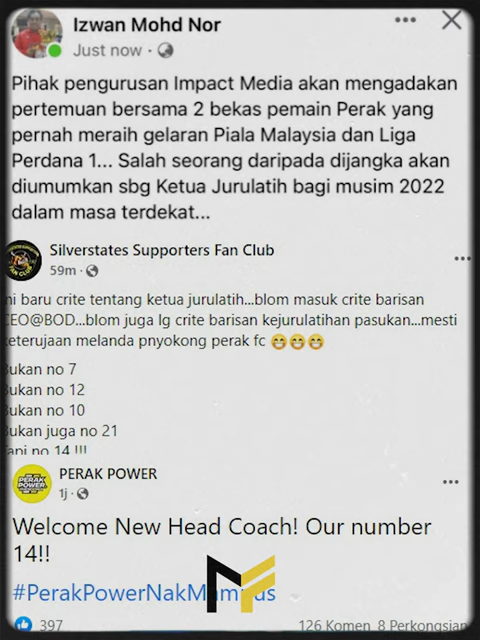 Izwan Mohd Nor
Just now ·
Pihak pengurusan Impact Media akan mengadakan
pertemuan bersama 2 bekas pemain Perak yang
pernah meraih gelaran Piala Malaysia dan Liga
Perdana 1... Salah seorang daripada dijangka akan
diumumkan sbg Ketua Jurulatih bagi musim 2022
dalam masa terdekat...
Silverstates Supporters Fan Club
59m ·
ni baru crite tentang ketua jurulatih...blom masuk crite barisan
CEO@BOD...blom juga lg crite barisan kejurulatihan pasukan...mesti
keterujaan melanda pnyokong perak fc 😁😁😁
Bukan no 7
Bukan no 12
Bukan no 10
Bukan juga no 21
Tapi no 14 !!!
PERAK POWER
PERAK POWER
1j ·
Welcome New Head Coach! Our number
14!!
#PerakPowerNakMampus
397
126 Komen 8 Perkongsian